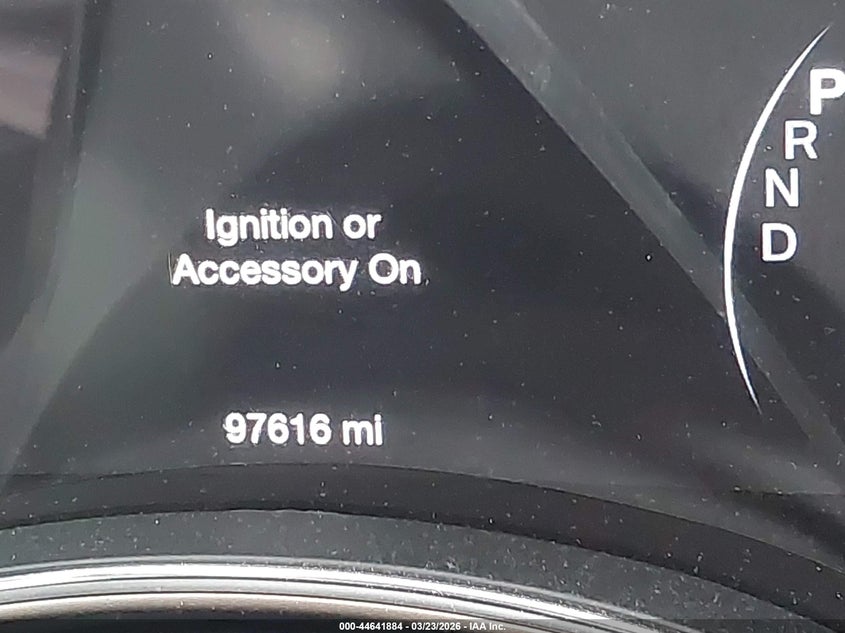 P
R
N
D
Ignition or
Accessory On
97616 mi
000-44641884 - 03/23/2026 - IAA Inc.